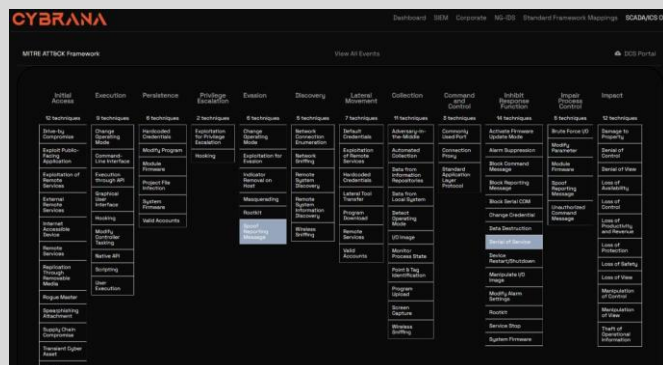 CYBRANA
Dashboard SIEM Corporate NG-IDS Standard Framework Mappings SCADA/ICS
MITRE ATT&CK Framework
View All Events
DCS Portal
Initial Access
12 techniques
Drive-by Compromise
Exploit Public-Facing Application
Exploitation of Remote Services
External Remote Services
Internet Accessible Device
Remote Services
Replication Through Removable Media
Rogue Master
Spearphishing Attachment
Supply Chain Compromise
Transient Cyber Asset
Execution
9 techniques
Change Operating Mode
Command-Line Interface
Execution through API
Graphical User Interface
Hooking
Modify Controller Tasking
Native API
Scripting
User Execution
Persistence
6 techniques
Hardcoded Credentials
Modify Program
Module Firmware
Project File Infection
System Firmware
Valid Accounts
Privilege Escalation
2 techniques
Exploitation for Privilege Escalation
Hooking
Evasion
6 techniques
Change Operating Mode
Exploitation for Evasion
Indicator Removal on Host
Masquerading
Rootkit
Spoof Reporting Message
Discovery
5 techniques
Network Connection Enumeration
Network Sniffing
Remote System Discovery
Remote System Information Discovery
Wireless Sniffing
Lateral Movement
7 techniques
Default Credentials
Exploitation of Remote Services
Hardcoded Credentials
Lateral Tool Transfer
Program Download
Remote Services
Valid Accounts
Collection
11 techniques
Adversary-in-the-Middle
Automated Collection
Data from Information Repositories
Data from Local System
Detect Operating Mode
I/O Image
Monitor Process State
Point & Tag Identification
Program Upload
Screen Capture
Wireless Sniffing
Command and Control
3 techniques
Commonly Used Port
Connection Proxy
Standard Application Layer Protocol
Inhibit Response Function
14 techniques
Activate Firmware Update Mode
Alarm Suppression
Block Command Message
Block Reporting Message
Block Serial COM
Change Credential
Data Destruction
Denial of Service
Device Restart/Shutdown
Manipulate I/O Image
Modify Alarm Settings
Rootkit
Service Stop
System Firmware
Impair Process Control
5 techniques
Brute Force I/O
Modify Parameter
Module Firmware
Spoof Reporting Message
Unauthorized Command Message
Impact
12 techniques
Damage to Property
Denial of Control
Denial of View
Loss of Availability
Loss of Control
Loss of Productivity and Revenue
Loss of Protection
Loss of Safety
Loss of View
Manipulation of Control
Manipulation of View
Theft of Operational Information